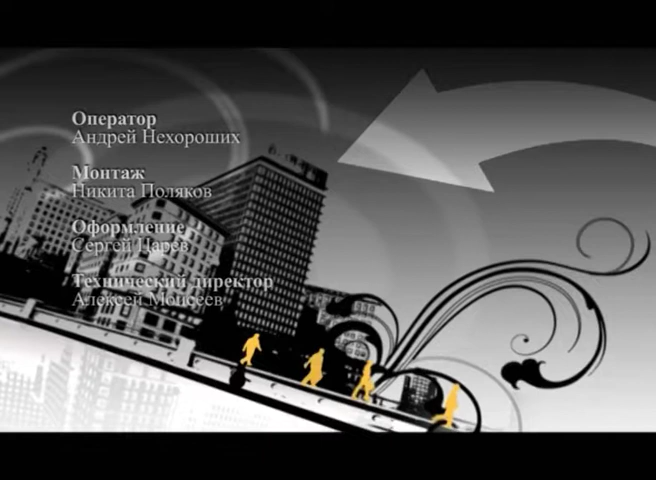 Оператор
Андрей Нехороших
Монтаж
Никита Поляков
Оформление
Сергей Царев
Технический директор
Алексей Моисеев